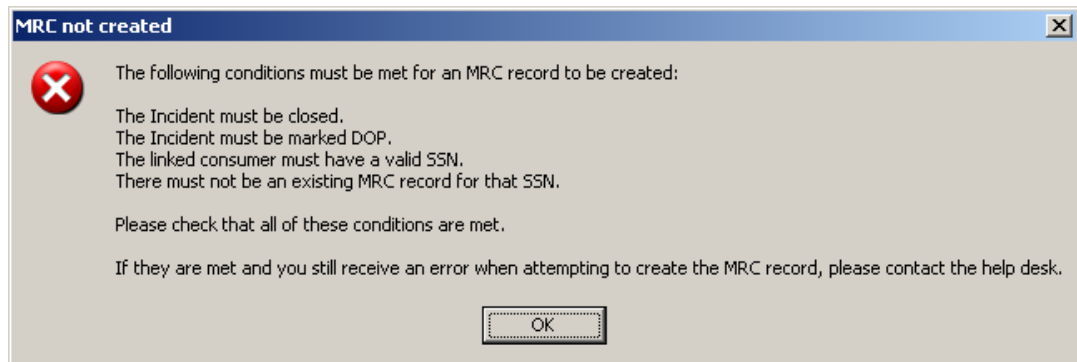 MRC not created
The following conditions must be met for an MRC record to be created:
The Incident must be closed.
The Incident must be marked DOP.
The linked consumer must have a valid SSN.
There must not be an existing MRC record for that SSN.
Please check that all of these conditions are met.
If they are met and you still receive an error when attempting to create the MRC record, please contact the help desk.
OK